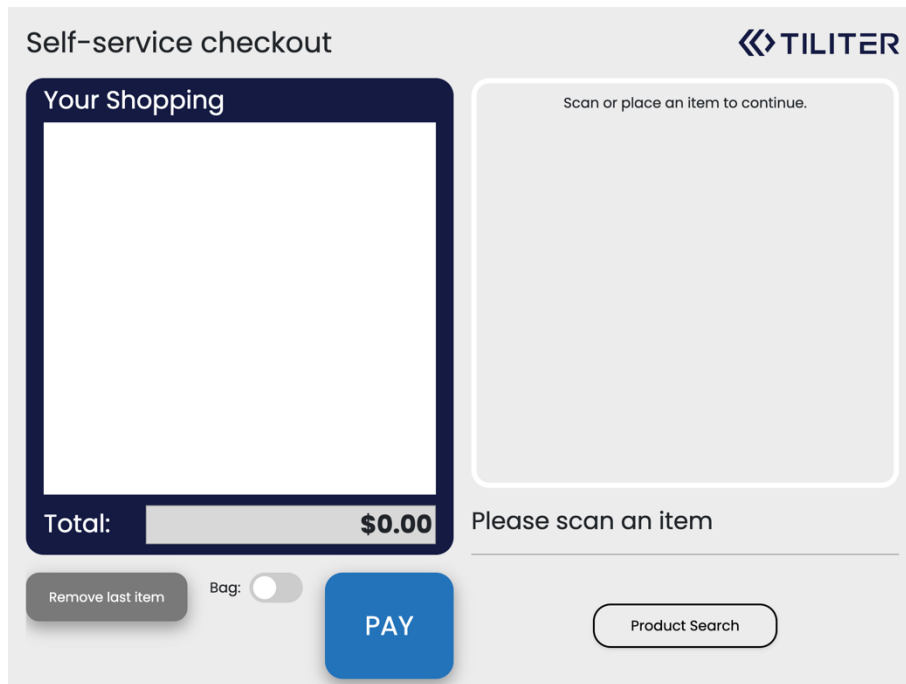 Self-service checkout
TILITER
Your Shopping
Scan or place an item to continue.
Total:
$0.00
Please scan an item
Remove last item
Bag:
PAY
Product Search